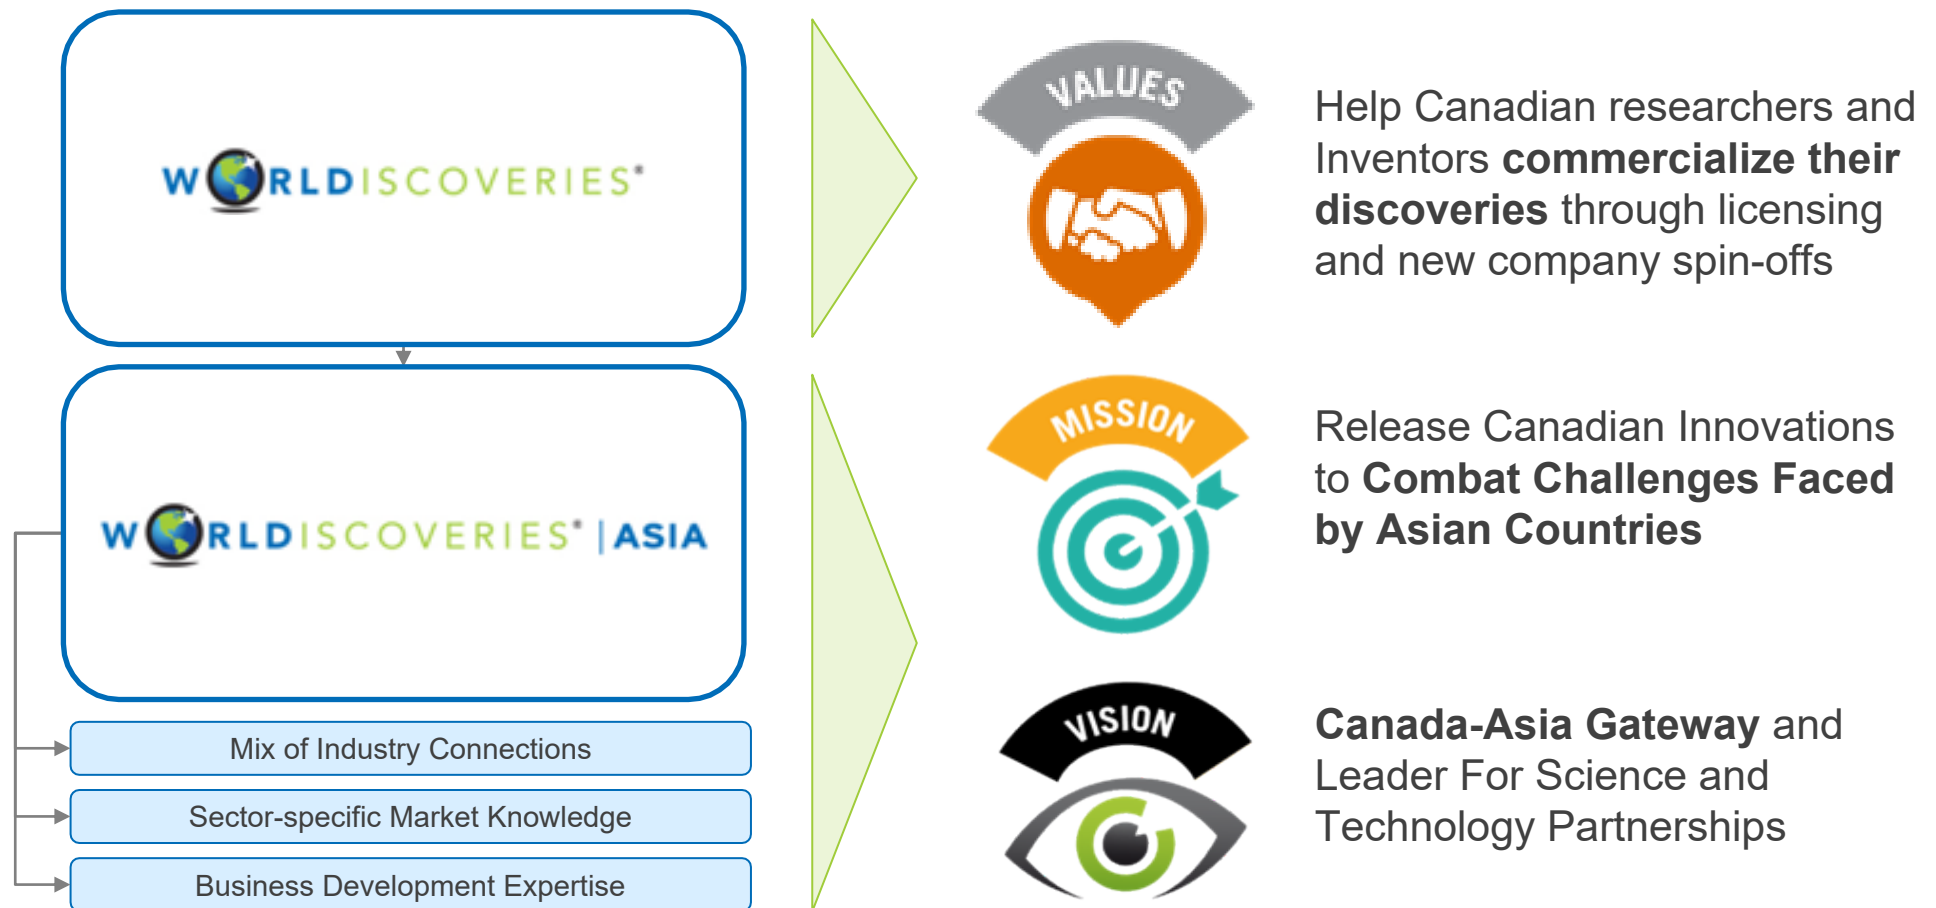 WORLDISCOVERIES®
VALUES
Help Canadian researchers and
Inventors commercialize their
discoveries through licensing
and new company spin-offs
WORLDISCOVERIES® | ASIA
MISSION
Release Canadian Innovations
to Combat Challenges Faced
by Asian Countries
Mix of Industry Connections
Sector-specific Market Knowledge
Business Development Expertise
VISION
Canada-Asia Gateway and
Leader For Science and
Technology Partnerships